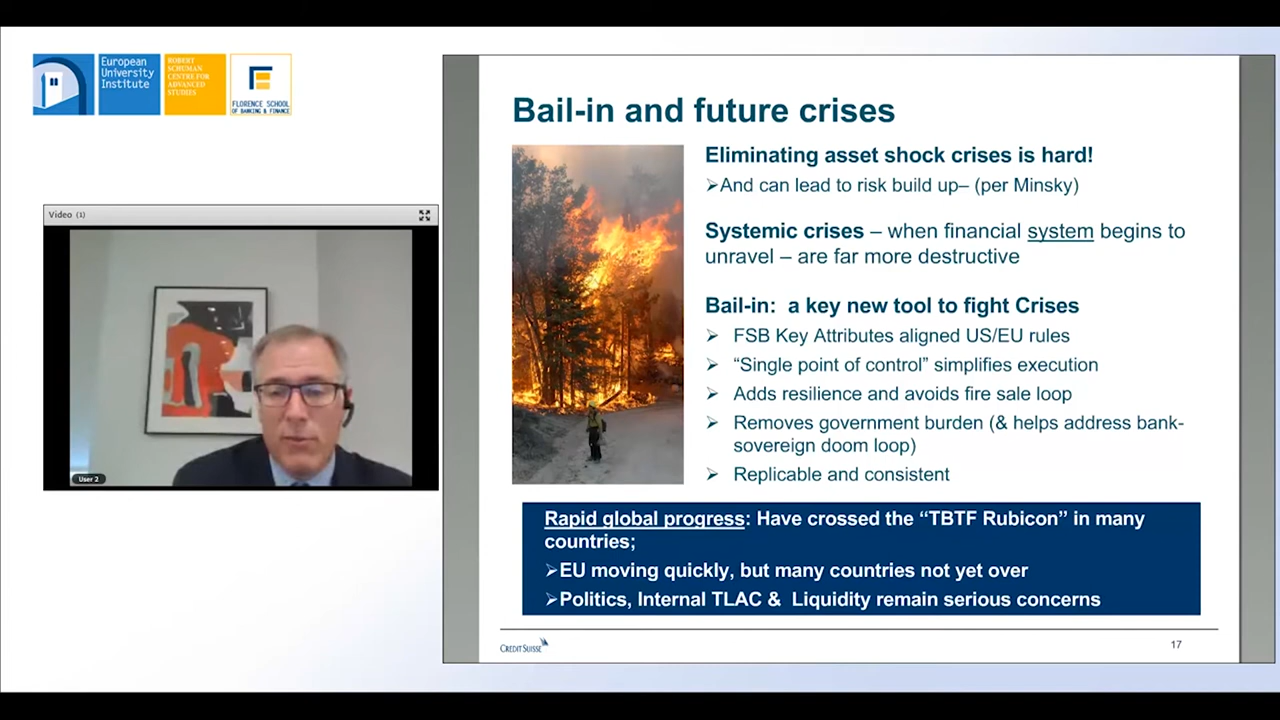 European
University
Institute
ROBERT
SCHUMAN
CENTRE FOR
ADVANCED
STUDIES
FLORENCE SCHOOL
OF BANKING & FINANCE
Video (1)
User 2
Bail-in and future crises
Eliminating asset shock crises is hard!
➢And can lead to risk build up– (per Minsky)
Systemic crises – when financial system begins to
unravel – are far more destructive
Bail-in: a key new tool to fight Crises
➢ FSB Key Attributes aligned US/EU rules
➢ “Single point of control” simplifies execution
➢ Adds resilience and avoids fire sale loop
➢ Removes government burden (& helps address bank-
sovereign doom loop)
➢ Replicable and consistent
Rapid global progress: Have crossed the “TBTF Rubicon” in many
countries;
➢EU moving quickly, but many countries not yet over
➢Politics, Internal TLAC & Liquidity remain serious concerns
CREDIT SUISSE
17